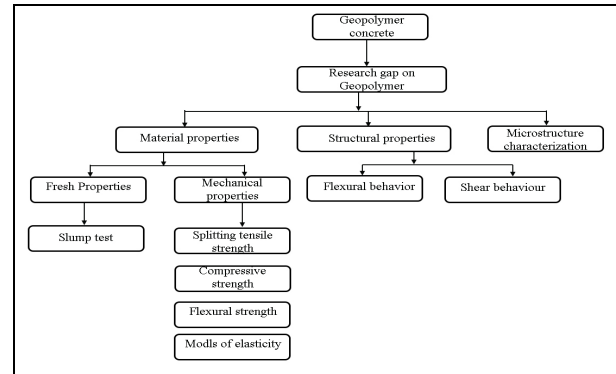 Geopolymer
concrete
Research gap on
Geopolymer
Material properties
Structural properties
Microstructure
characterization
Fresh Properties
Mechanical
properties
Flexural behavior
Shear behaviour
Slump test
Splitting tensile
strength
Compressive
strength
Flexural strength
Modls of elasticity